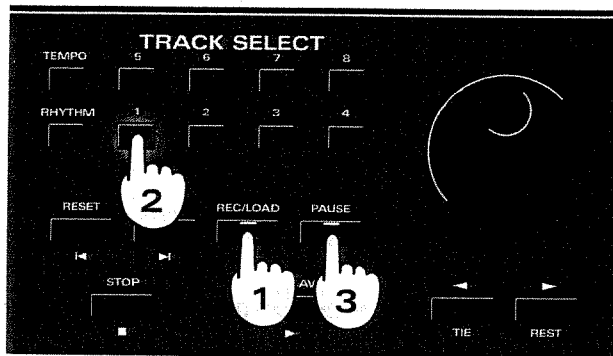 TRACK SELECT
TEMPO 5 6 7 8
RHYTHM 1 2 3 4
2
RESET REC/LOAD PAUSE
1 3
STOP
TIE REST